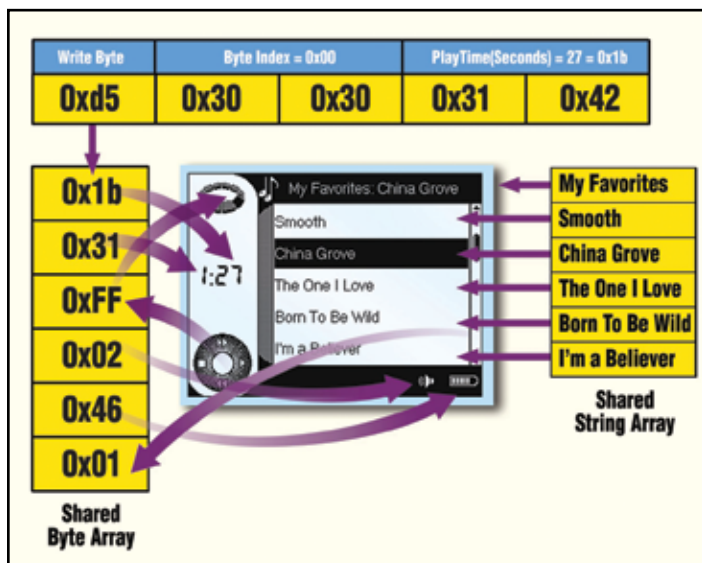 Write Byte
Byte Index = 0x00
PlayTime(Seconds) = 27 = 0x1b
0xd5
0x30
0x30
0x31
0x42
0x1b
0x31
0xFF
0x02
0x46
0x01
Shared
Byte Array
My Favorites: China Grove
Smooth
China Grove
The One I Love
Born To Be Wild
I'm a Believer
1:27
My Favorites
Smooth
China Grove
The One I Love
Born To Be Wild
I'm a Believer
Shared
String Array